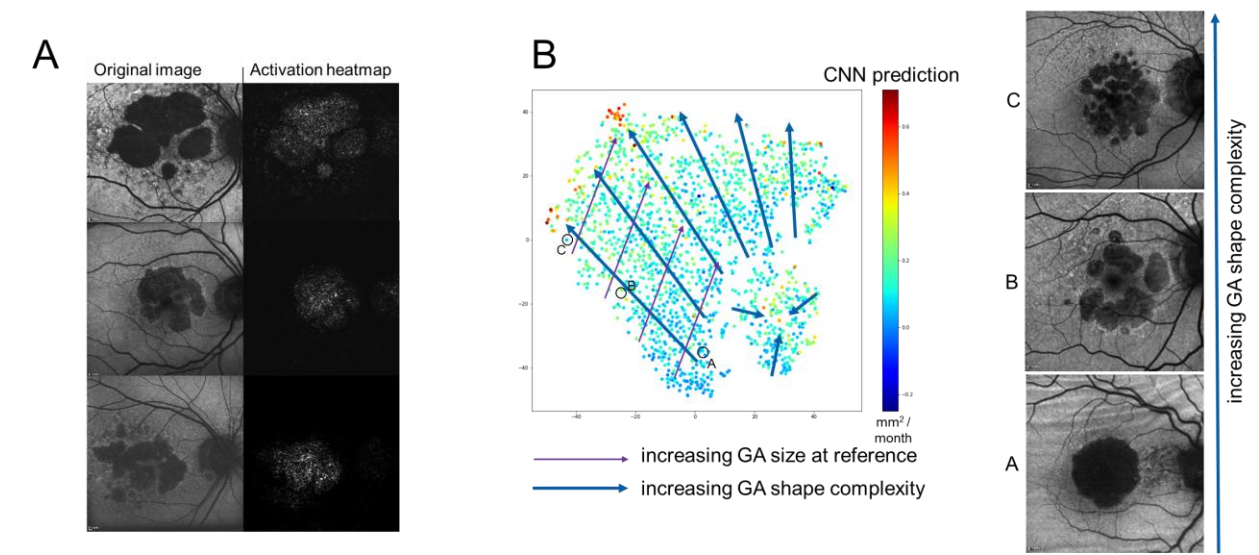 A
Original image
Activation heatmap
B
CNN prediction
40
20
0
−20
−40
−40
−20
0
20
40
C
B
A
0.6
0.4
0.2
0.0
−0.2
mm² /
month
increasing GA size at reference
increasing GA shape complexity
C
B
A
increasing GA shape complexity